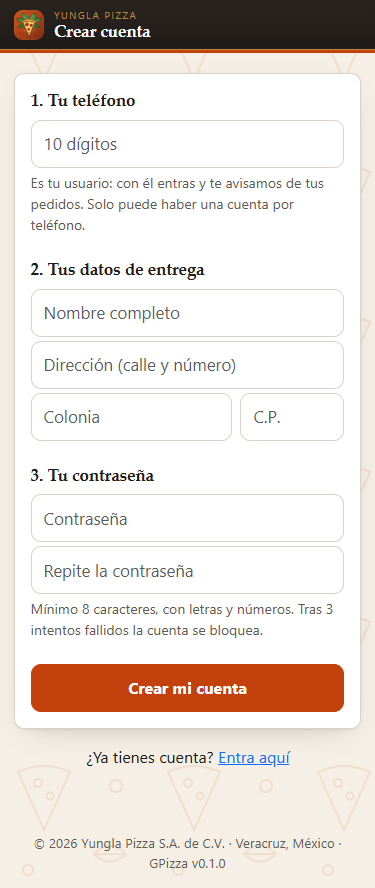 YUNGLA PIZZA
Crear cuenta
1. Tu teléfono
10 dígitos
Es tu usuario: con él entras y te avisamos de tus
pedidos. Solo puede haber una cuenta por
teléfono.
2. Tus datos de entrega
Nombre completo
Dirección (calle y número)
Colonia
C.P.
3. Tu contraseña
Contraseña
Repite la contraseña
Mínimo 8 caracteres, con letras y números. Tras 3
intentos fallidos la cuenta se bloquea.
Crear mi cuenta
¿Ya tienes cuenta? Entra aquí
© 2026 Yungla Pizza S.A. de C.V. · Veracruz, México ·
GPizza v0.1.0